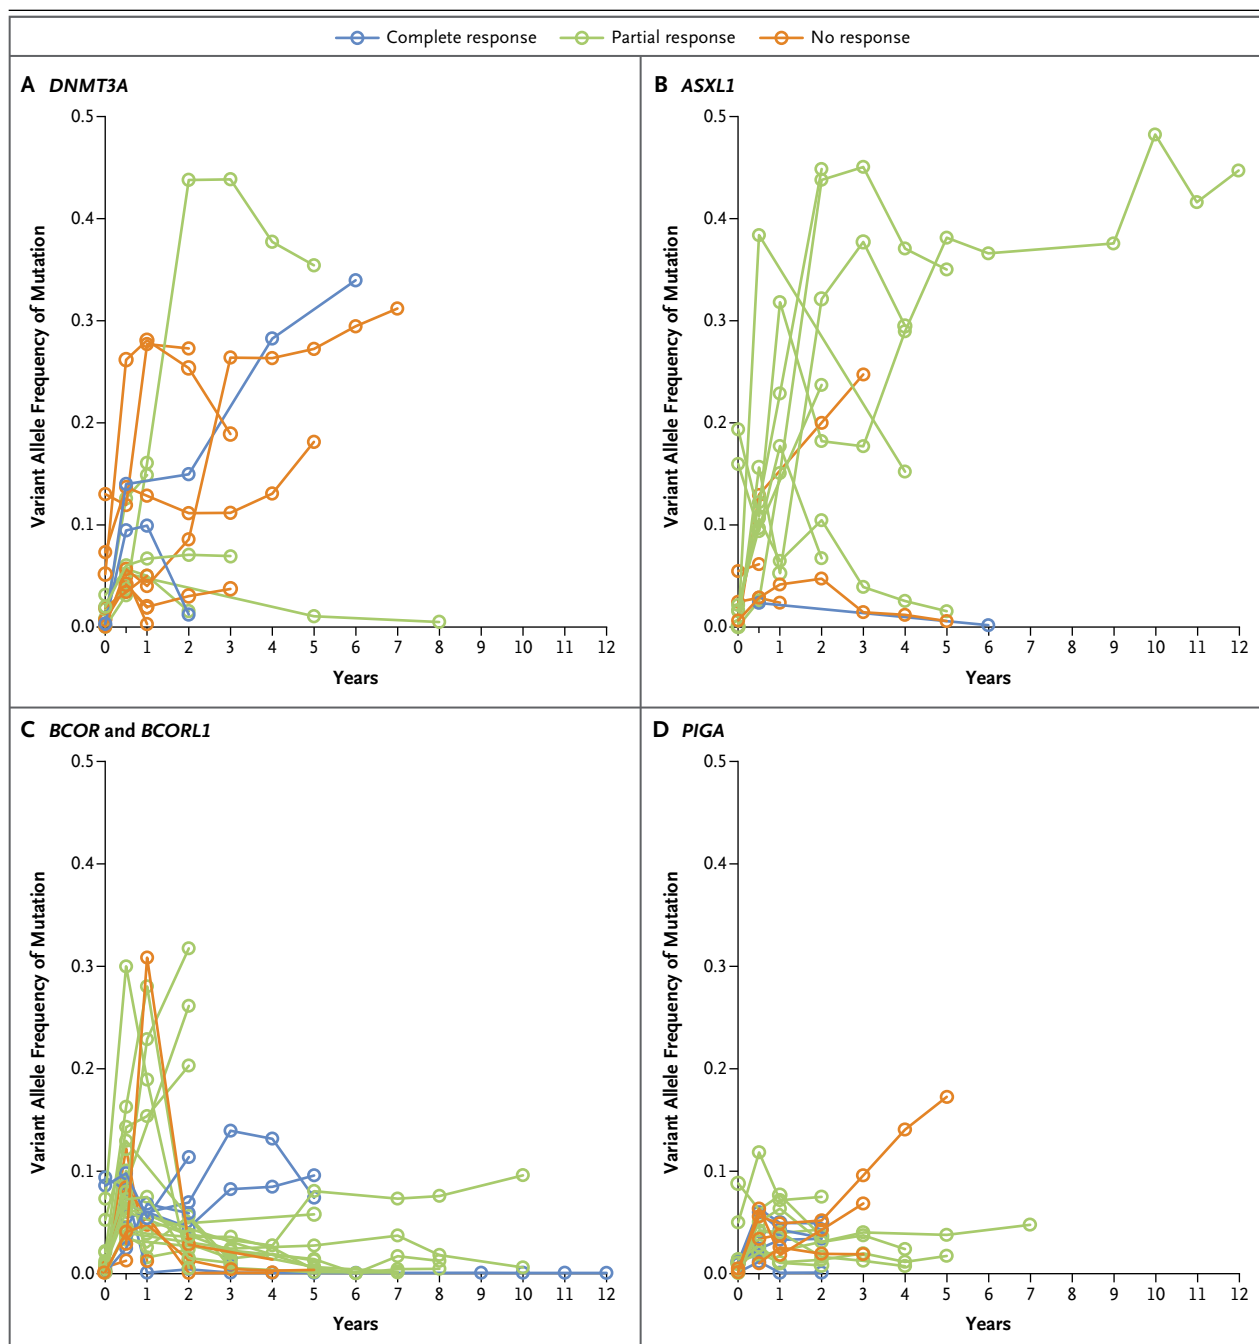 Complete response Partial response No response
A DNMT3A
0.5
0.4
0.3
0.2
0.1
0.0
Variant Allele Frequency of Mutation
0 1 2 3 4 5 6 7 8 9 10 11 12
Years
B ASXL1
0.5
0.4
0.3
0.2
0.1
0.0
Variant Allele Frequency of Mutation
0 1 2 3 4 5 6 7 8 9 10 11 12
Years
C BCOR and BCORL1
0.5
0.4
0.3
0.2
0.1
0.0
Variant Allele Frequency of Mutation
0 1 2 3 4 5 6 7 8 9 10 11 12
Years
D PIGA
0.5
0.4
0.3
0.2
0.1
0.0
Variant Allele Frequency of Mutation
0 1 2 3 4 5 6 7 8 9 10 11 12
Years